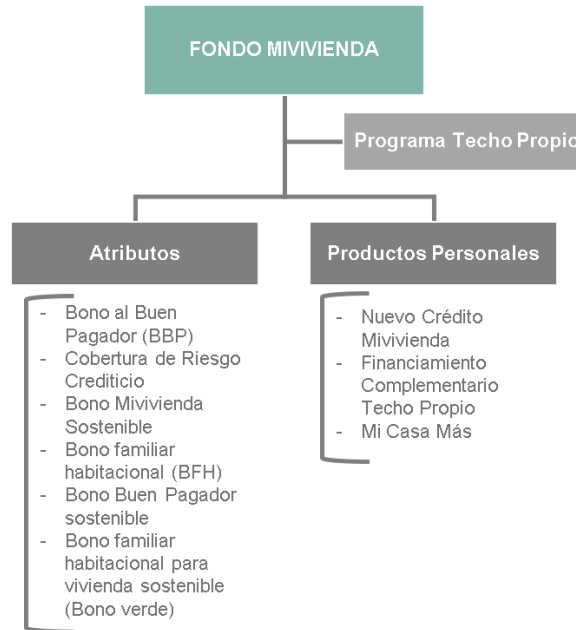 FONDO MIVIVIENDA
Programa Techo Propio
Atributos
- Bono al Buen
Pagador (BBP)
- Cobertura de Riesgo
Crediticio
- Bono Mivivienda
Sostenible
- Bono familiar
habitacional (BFH)
- Bono Buen Pagador
sostenible
- Bono familiar
habitacional para
vivienda sostenible
(Bono verde)
Productos Personales
- Nuevo Crédito
Mivivienda
- Financiamiento
Complementario
Techo Propio
- Mi Casa Más